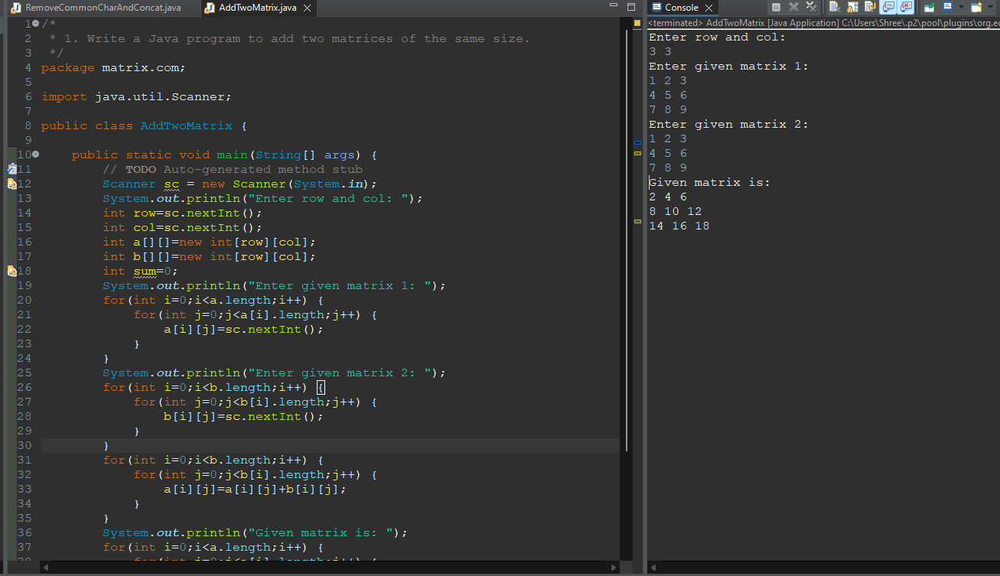 RemoveCommonCharAndConcat.java
AddTwoMatrix.java
1 /*
2  * 1. Write a Java program to add two matrices of the same size.
3  */
4 package matrix.com;
5
6 import java.util.Scanner;
7
8 public class AddTwoMatrix {
9
10     public static void main(String[] args) {
11         // TODO Auto-generated method stub
12         Scanner sc = new Scanner(System.in);
13         System.out.println("Enter row and col: ");
14         int row=sc.nextInt();
15         int col=sc.nextInt();
16         int a[][]=new int[row][col];
17         int b[][]=new int[row][col];
18         int sum=0;
19         System.out.println("Enter given matrix 1: ");
20         for(int i=0;i<a.length;i++) {
21             for(int j=0;j<a[i].length;j++) {
22                 a[i][j]=sc.nextInt();
23             }
24         }
25         System.out.println("Enter given matrix 2: ");
26         for(int i=0;i<b.length;i++) {
27             for(int j=0;j<b[i].length;j++) {
28                 b[i][j]=sc.nextInt();
29             }
30         }
31         for(int i=0;i<b.length;i++) {
32             for(int j=0;j<b[i].length;j++) {
33                 a[i][j]=a[i][j]+b[i][j];
34             }
35         }
36         System.out.println("Given matrix is: ");
37         for(int i=0;i<a.length;i++) {
Console
<terminated> AddTwoMatrix [Java Application] C:\Users\Shree\.p2\pool\plugins\org.ec
Enter row and col:
3 3
Enter given matrix 1:
1 2 3
4 5 6
7 8 9
Enter given matrix 2:
1 2 3
4 5 6
7 8 9
Given matrix is:
2 4 6
8 10 12
14 16 18